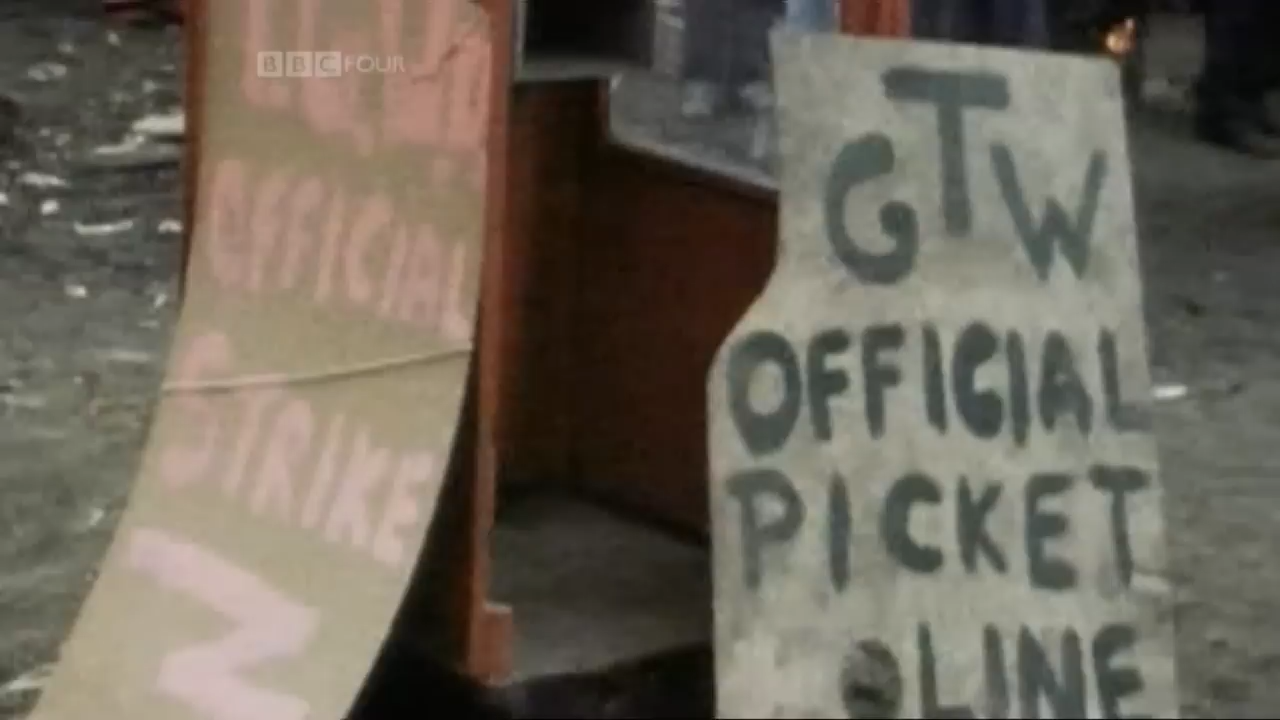 BBC FOUR
OFFICIAL
STRIKE
GTW
OFFICIAL
PICKET
LINE